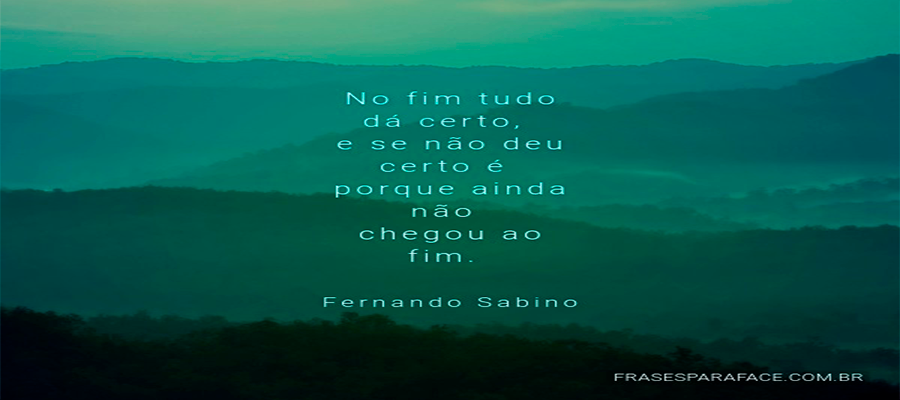 No fim tudo
dá certo,
e se não deu
certo é
porque ainda
não
chegou ao
fim.
Fernando Sabino
FRASESPARAFACE.COM.BR